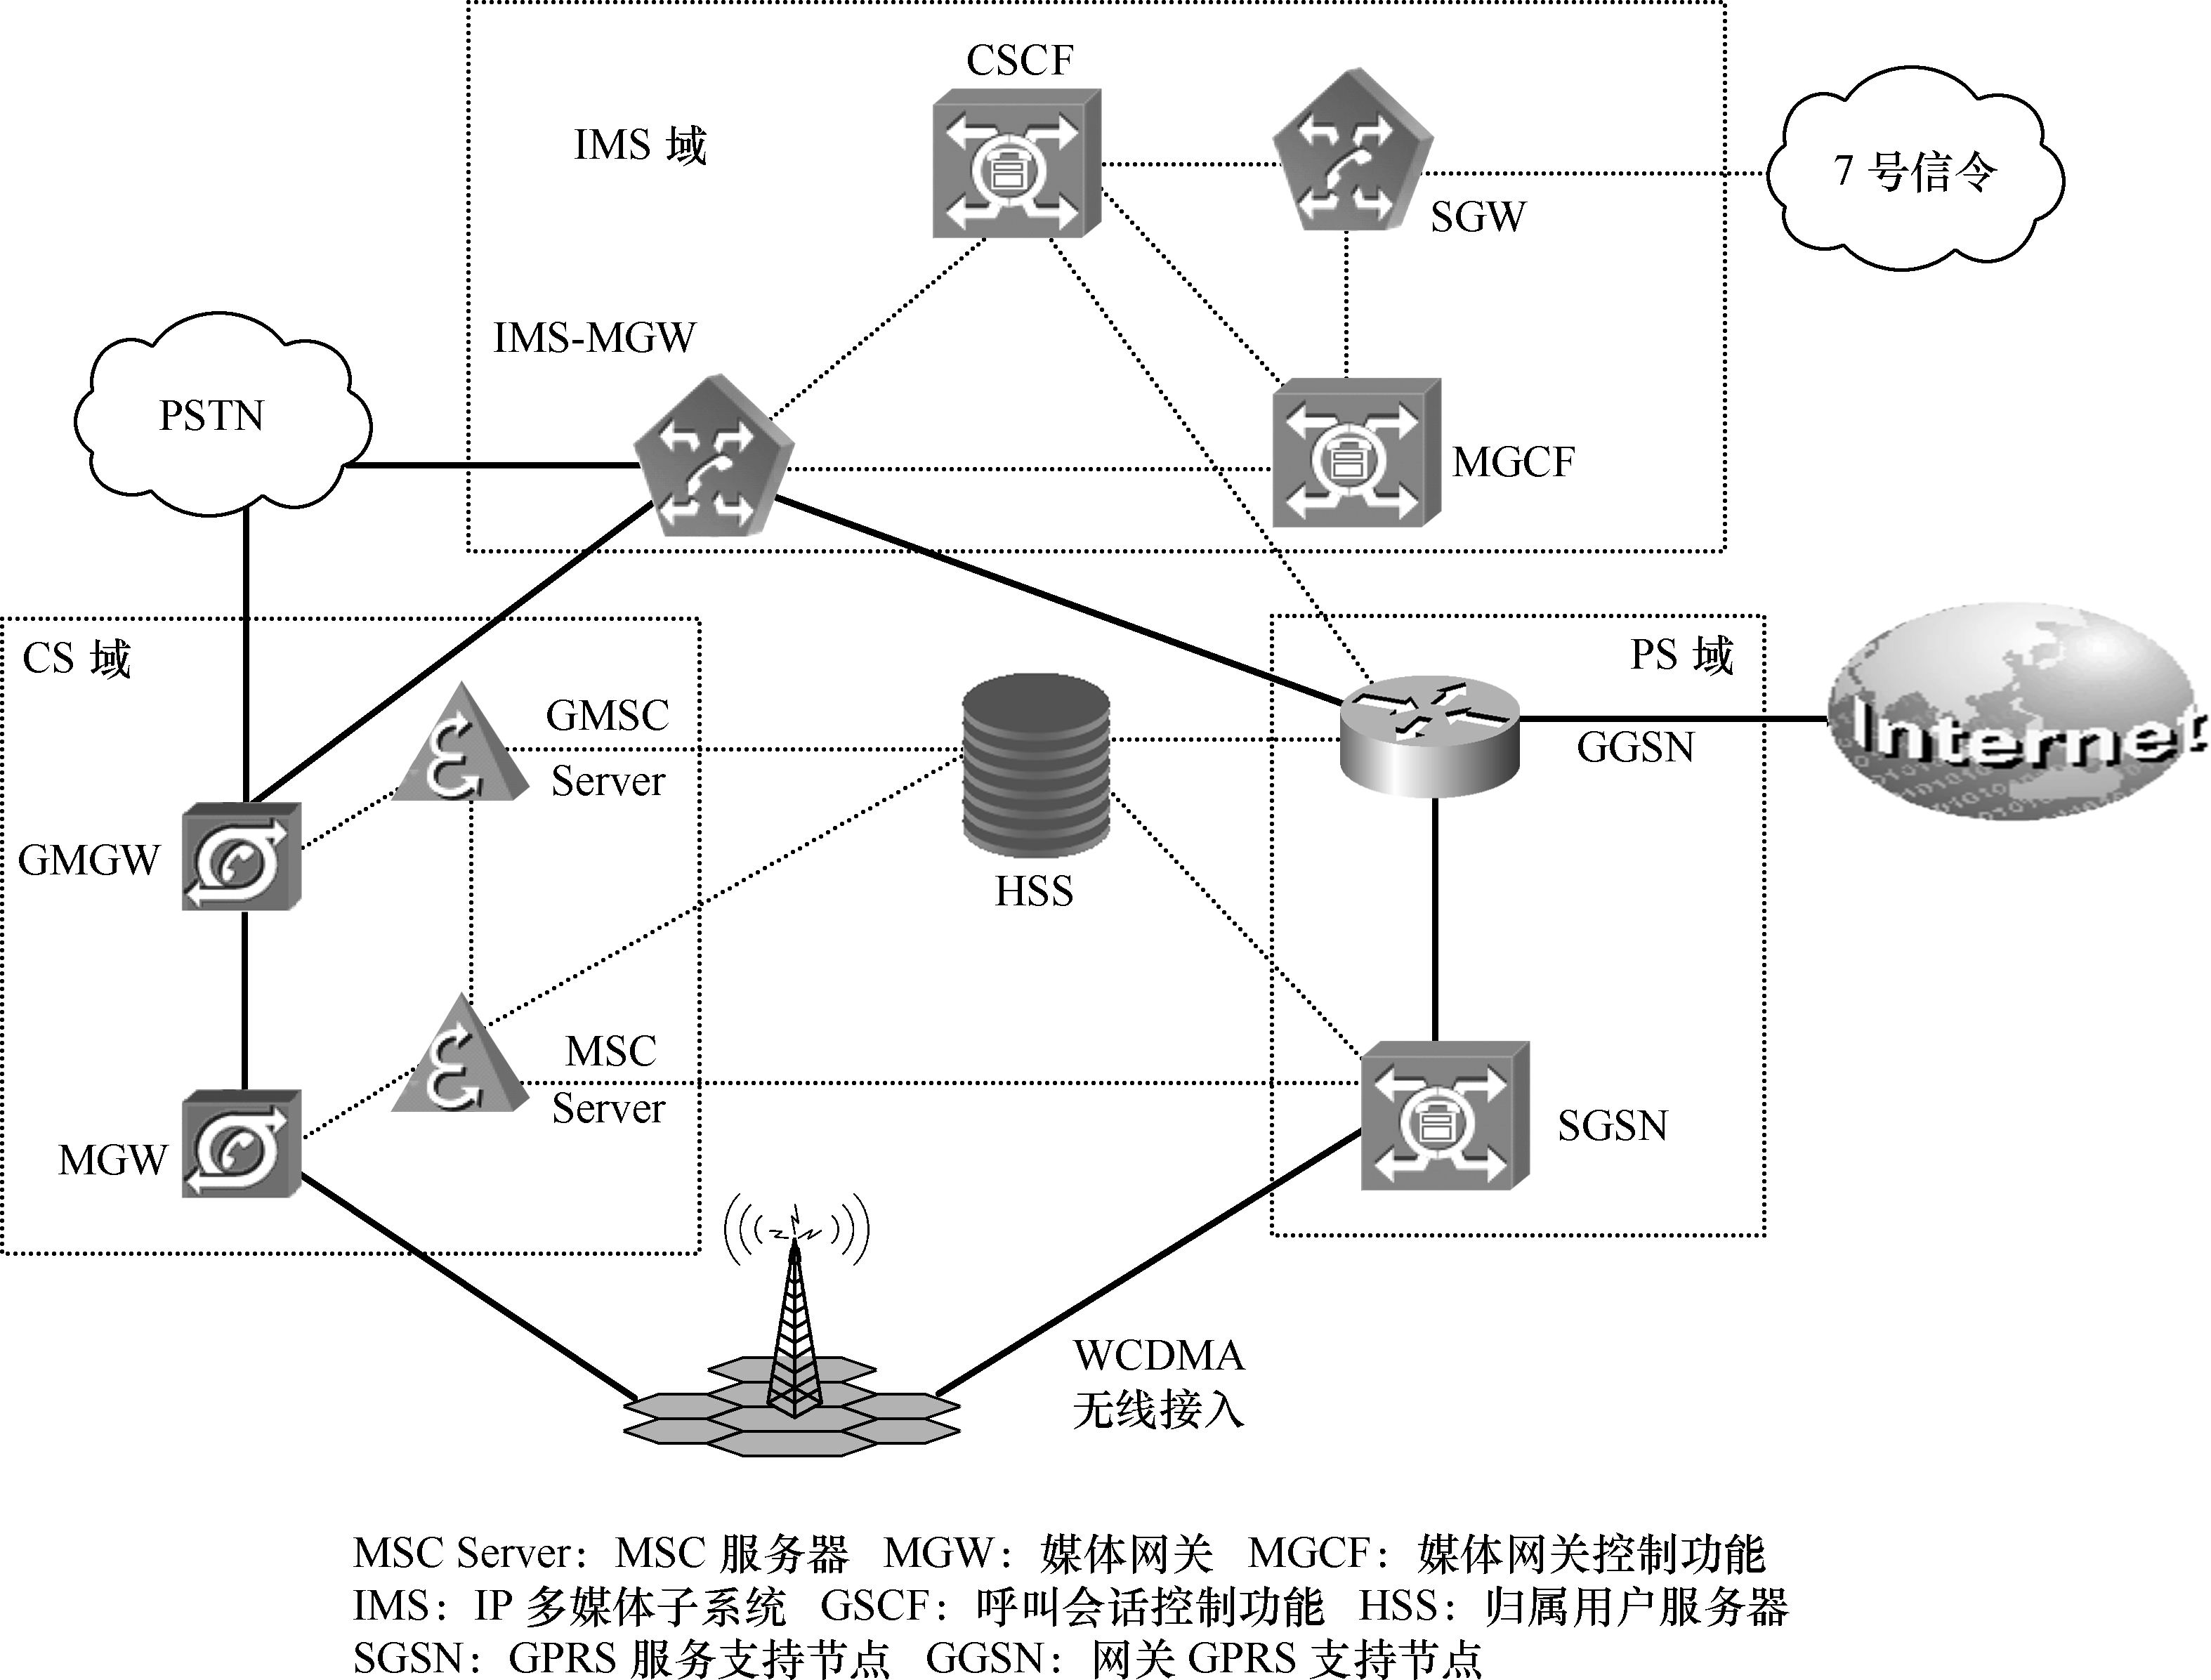 CSCF
IMS 域
7 号信令
SGW
IMS-MGW
PSTN
MGCF
CS 域
PS 域
GMSC
Server
GGSN
Internet
GMGW
HSS
MSC
Server
SGSN
MGW
WCDMA
无线接入
MSC Server：MSC 服务器 MGW：媒体网关 MGCF：媒体网关控制功能
IMS：IP 多媒体子系统 GSCF：呼叫会话控制功能 HSS：归属用户服务器
SGSN：GPRS 服务支持节点 GGSN：网关 GPRS 支持节点